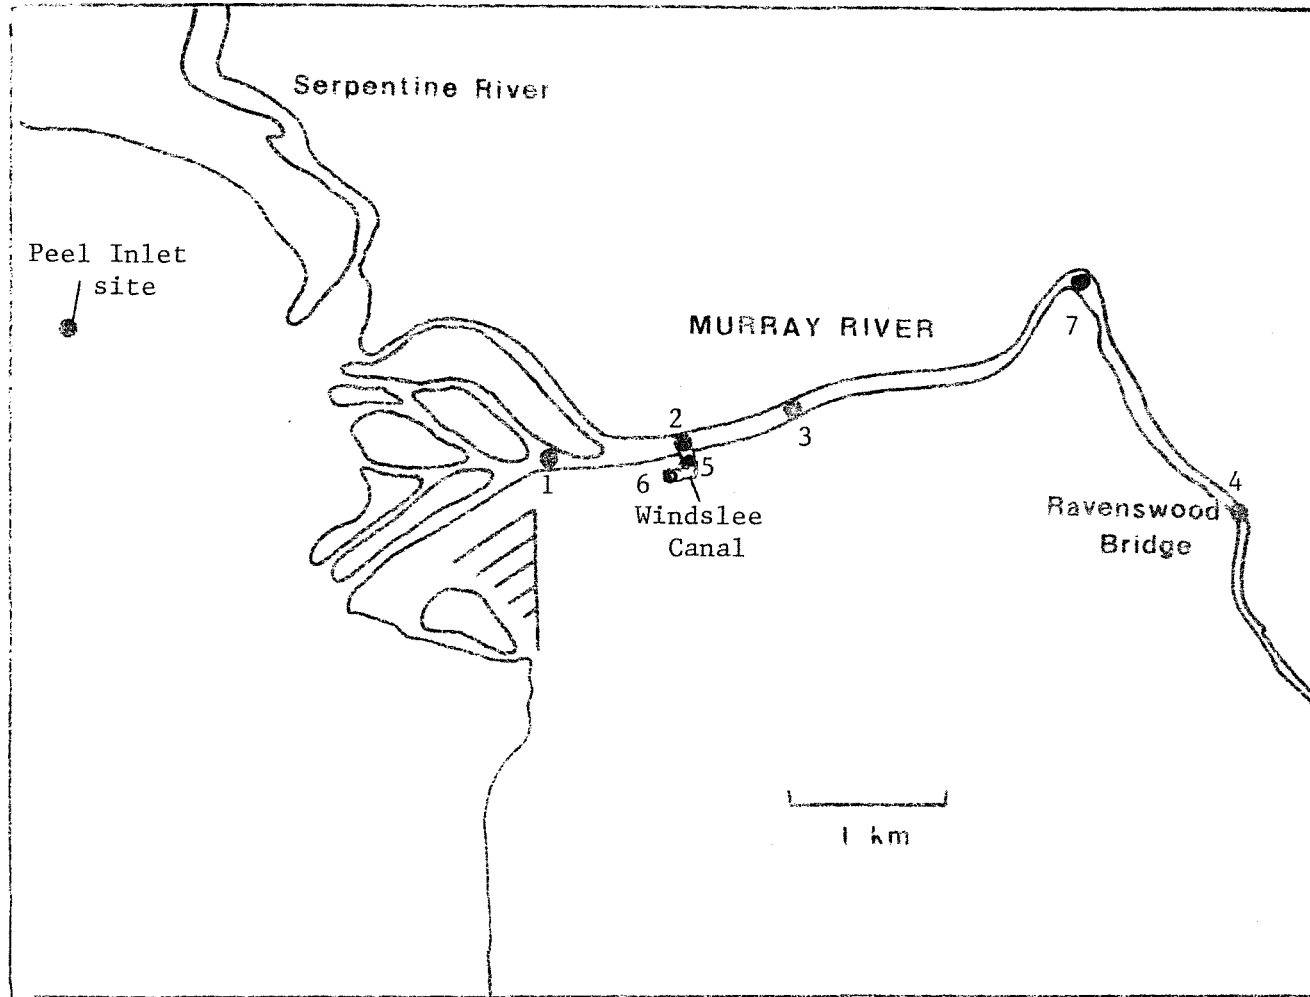 Serpentine River
Peel Inlet
site
MURRAY RIVER
7
2
3
1
5
6
4
Windslee
Canal
Ravenswood
Bridge
1 km